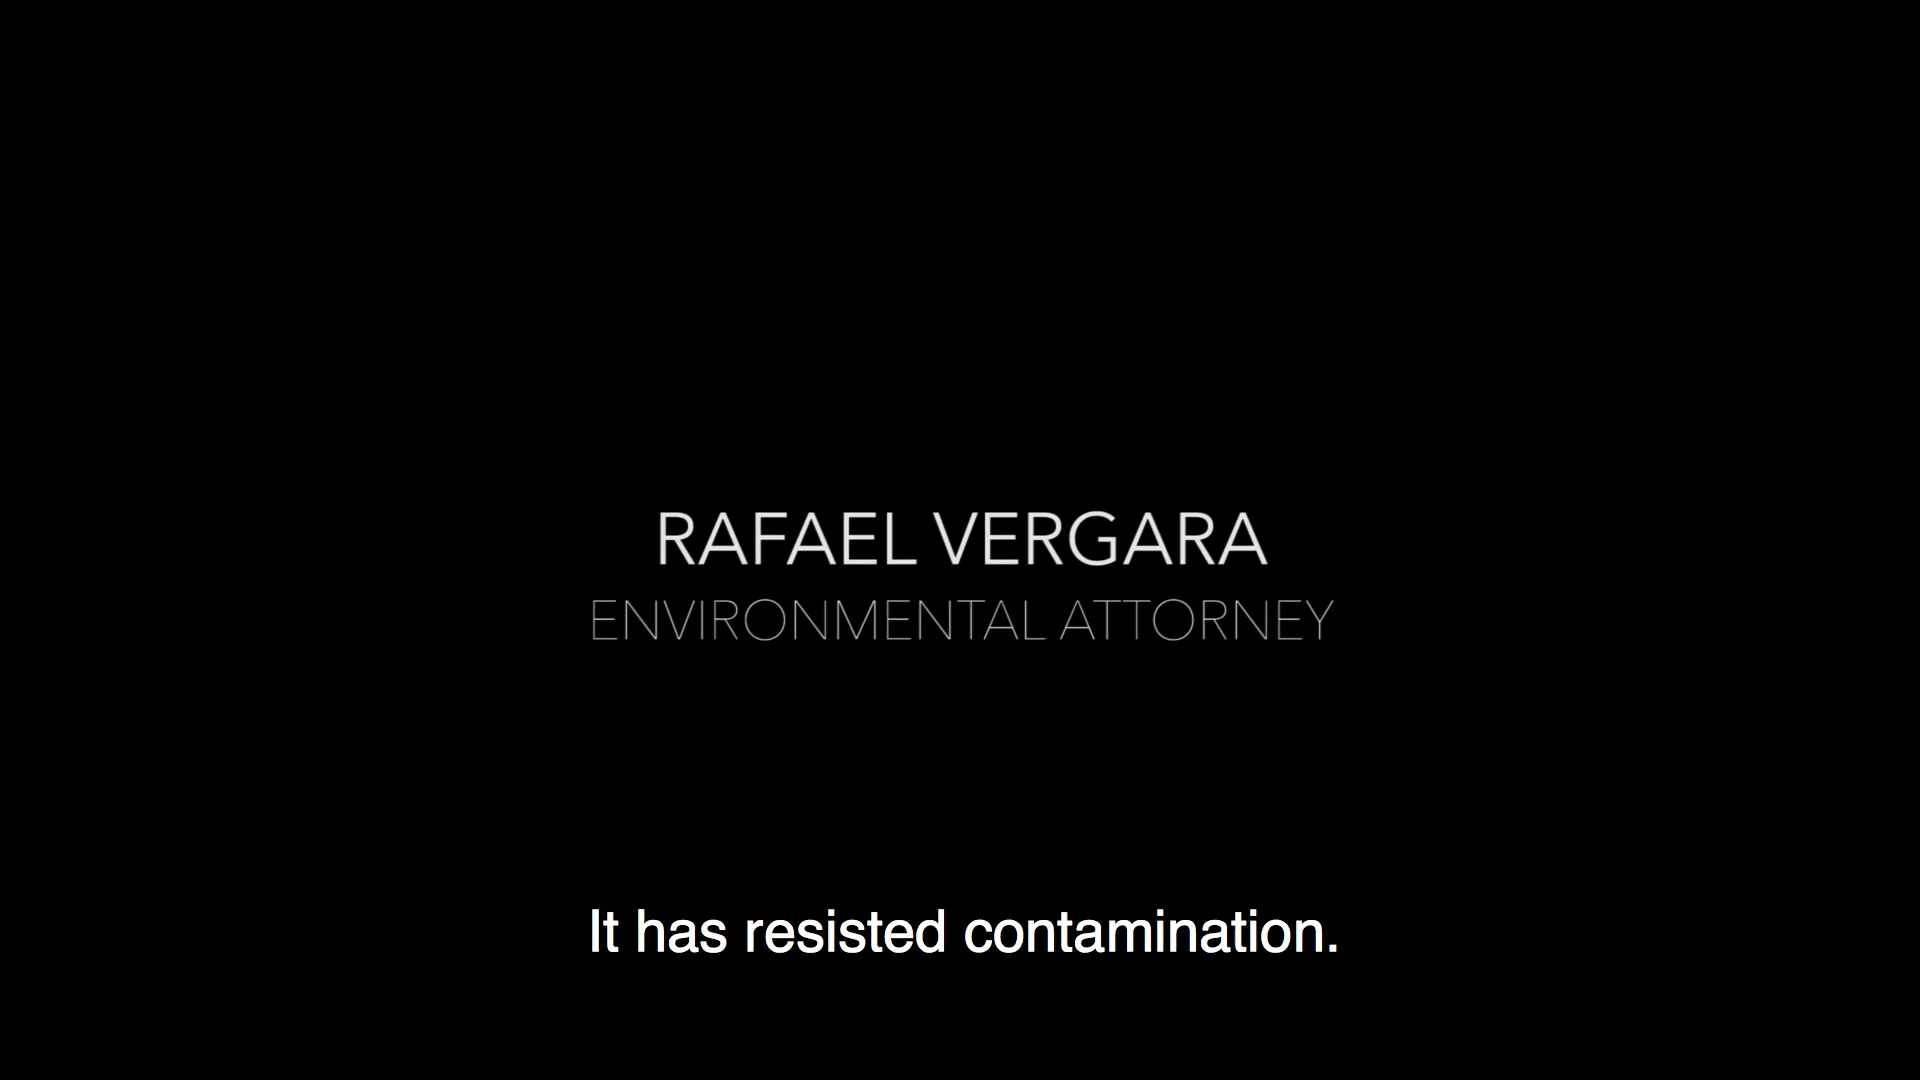 RAFAEL VERGARA
ENVIRONMENTAL ATTORNEY
It has resisted contamination.